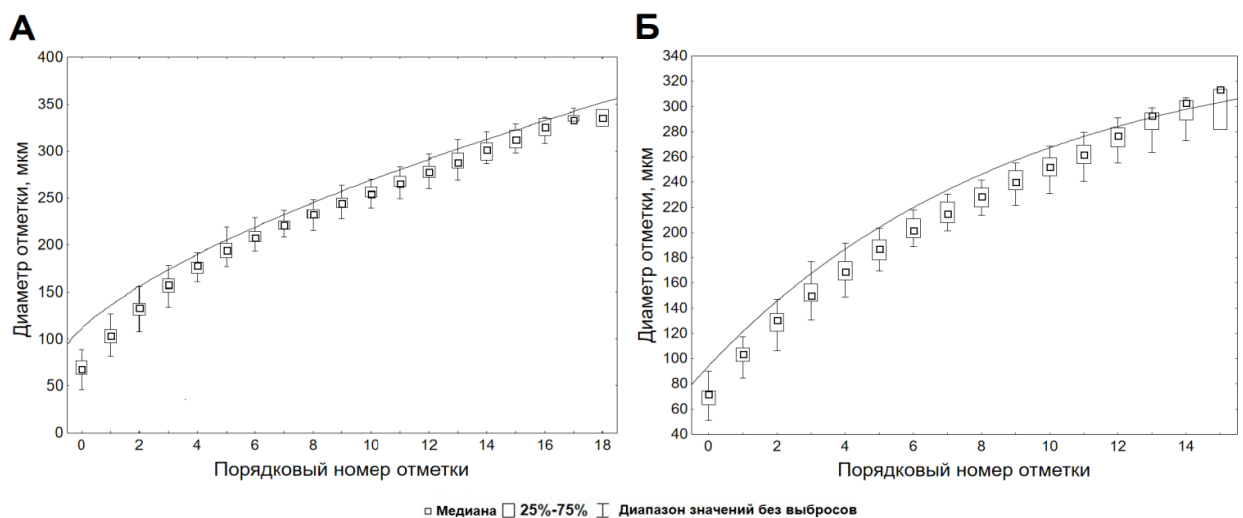 А
Диаметр отметки, мкм
400
350
300
250
200
150
100
50
0
0 2 4 6 8 10 12 14 16 18
Порядковый номер отметки
Б
Диаметр отметки, мкм
340
320
300
280
260
240
220
200
180
160
140
120
100
80
60
40
0 2 4 6 8 10 12 14
Порядковый номер отметки
Медиана 25%-75% Диапазон значений без выбросов